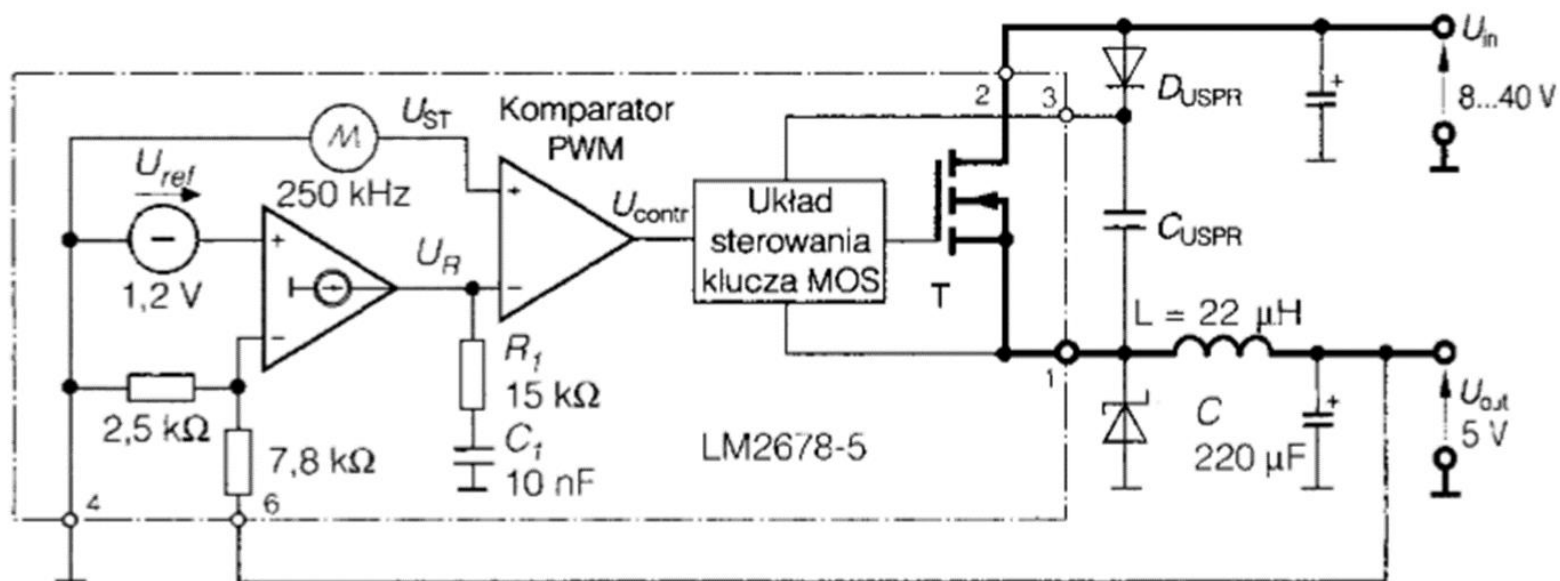 U_in
8...40 V
2
3
D_USPR
U_ST
Komparator
PWM
250 kHz
U_ref
−
1,2 V
+
−
U_R
+
−
U_contr
Układ
sterowania
klucza MOS
T
C_USPR
L = 22 µH
1
R_1
15 kΩ
C_1
10 nF
2,5 kΩ
7,8 kΩ
LM2678-5
C
220 µF
+
+
U_out
5 V
4
6